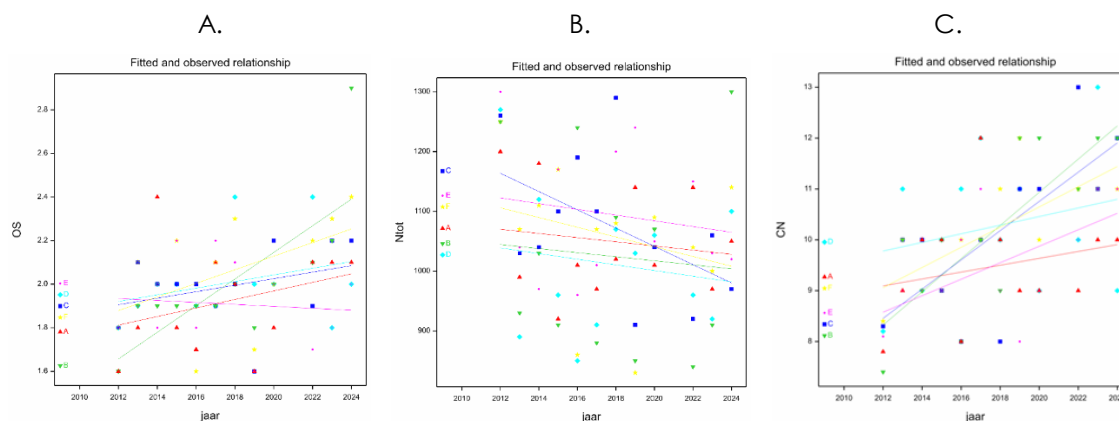 A.
B.
C.
Fitted and observed relationship
OS
2.8
2.6
2.4
2.2
2.0
1.8
1.6
E
D
C
F
A
B
2010 2012 2014 2016 2018 2020 2022 2024
jaar
Fitted and observed relationship
Ntot
1300
1200
1100
1000
900
C
E
F
A
B
D
2010 2012 2014 2016 2018 2020 2022 2024
jaar
Fitted and observed relationship
CN
13
12
11
10
9
8
D
A
F
E
C
B
2010 2012 2014 2016 2018 2020 2022
jaar